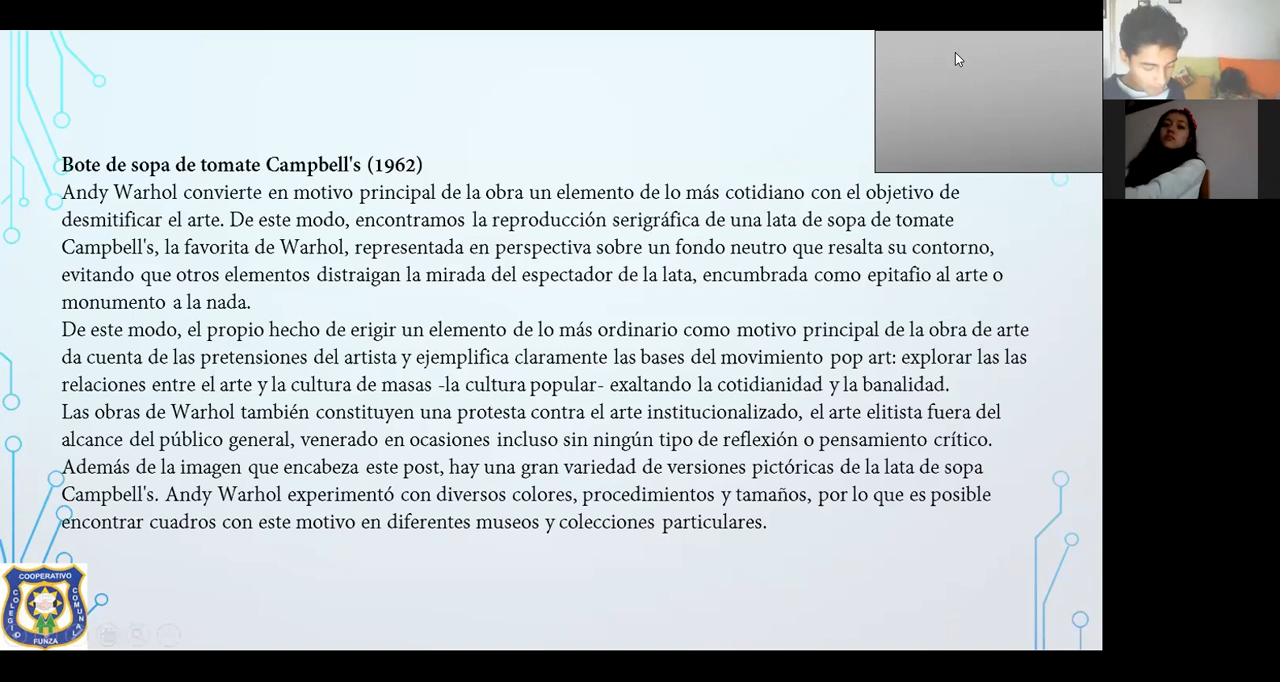 Bote de sopa de tomate Campbell's (1962)
Andy Warhol convierte en motivo principal de la obra un elemento de lo más cotidiano con el objetivo de
desmitificar el arte. De este modo, encontramos la reproducción serigráfica de una lata de sopa de tomate
Campbell's, la favorita de Warhol, representada en perspectiva sobre un fondo neutro que resalta su contorno,
evitando que otros elementos distraigan la mirada del espectador de la lata, encumbrada como epitafio al arte o
monumento a la nada.
De este modo, el propio hecho de erigir un elemento de lo más ordinario como motivo principal de la obra de arte
da cuenta de las pretensiones del artista y ejemplifica claramente las bases del movimiento pop art: explorar las las
relaciones entre el arte y la cultura de masas -la cultura popular- exaltando la cotidianidad y la banalidad.
Las obras de Warhol también constituyen una protesta contra el arte institucionalizado, el arte elitista fuera del
alcance del público general, venerado en ocasiones incluso sin ningún tipo de reflexión o pensamiento crítico.
Además de la imagen que encabeza este post, hay una gran variedad de versiones pictóricas de la lata de sopa
Campbell's. Andy Warhol experimentó con diversos colores, procedimientos y tamaños, por lo que es posible
encontrar cuadros con este motivo en diferentes museos y colecciones particulares.
COOPERATIVO
COLEGIO
COMUNAL
FUNZA